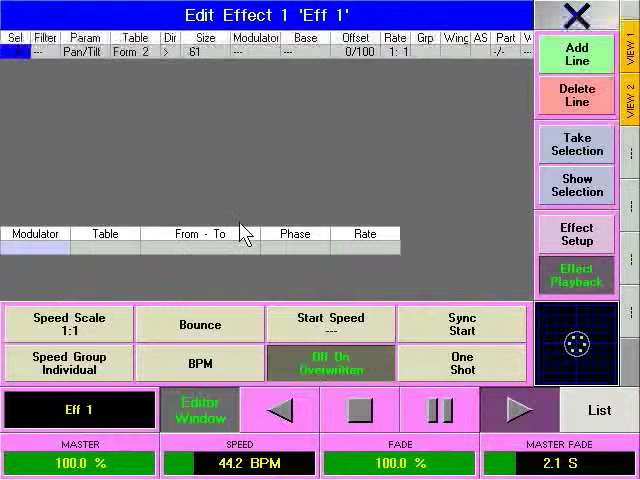 Edit Effect 1 'Eff 1'
Sel Filter Param Table Dir Size Modulator Base Offset Rate Grp Wing AS Part
--- Pan/Tilt Form 2 > 61 --- --- 0/100 1: 1 -/-
Add Line
Delete Line
Take Selection
Show Selection
Effect Setup
Effect Playback
VIEW 1
VIEW 2
Modulator Table From - To Phase Rate
Speed Scale 1:1
Bounce
Start Speed ---
Sync Start
Speed Group Individual
BPM
Off On Overwritten
One Shot
Eff 1
Editor Window
List
MASTER SPEED FADE MASTER FADE
100.0 % 44.2 BPM 100.0 % 2.1 S